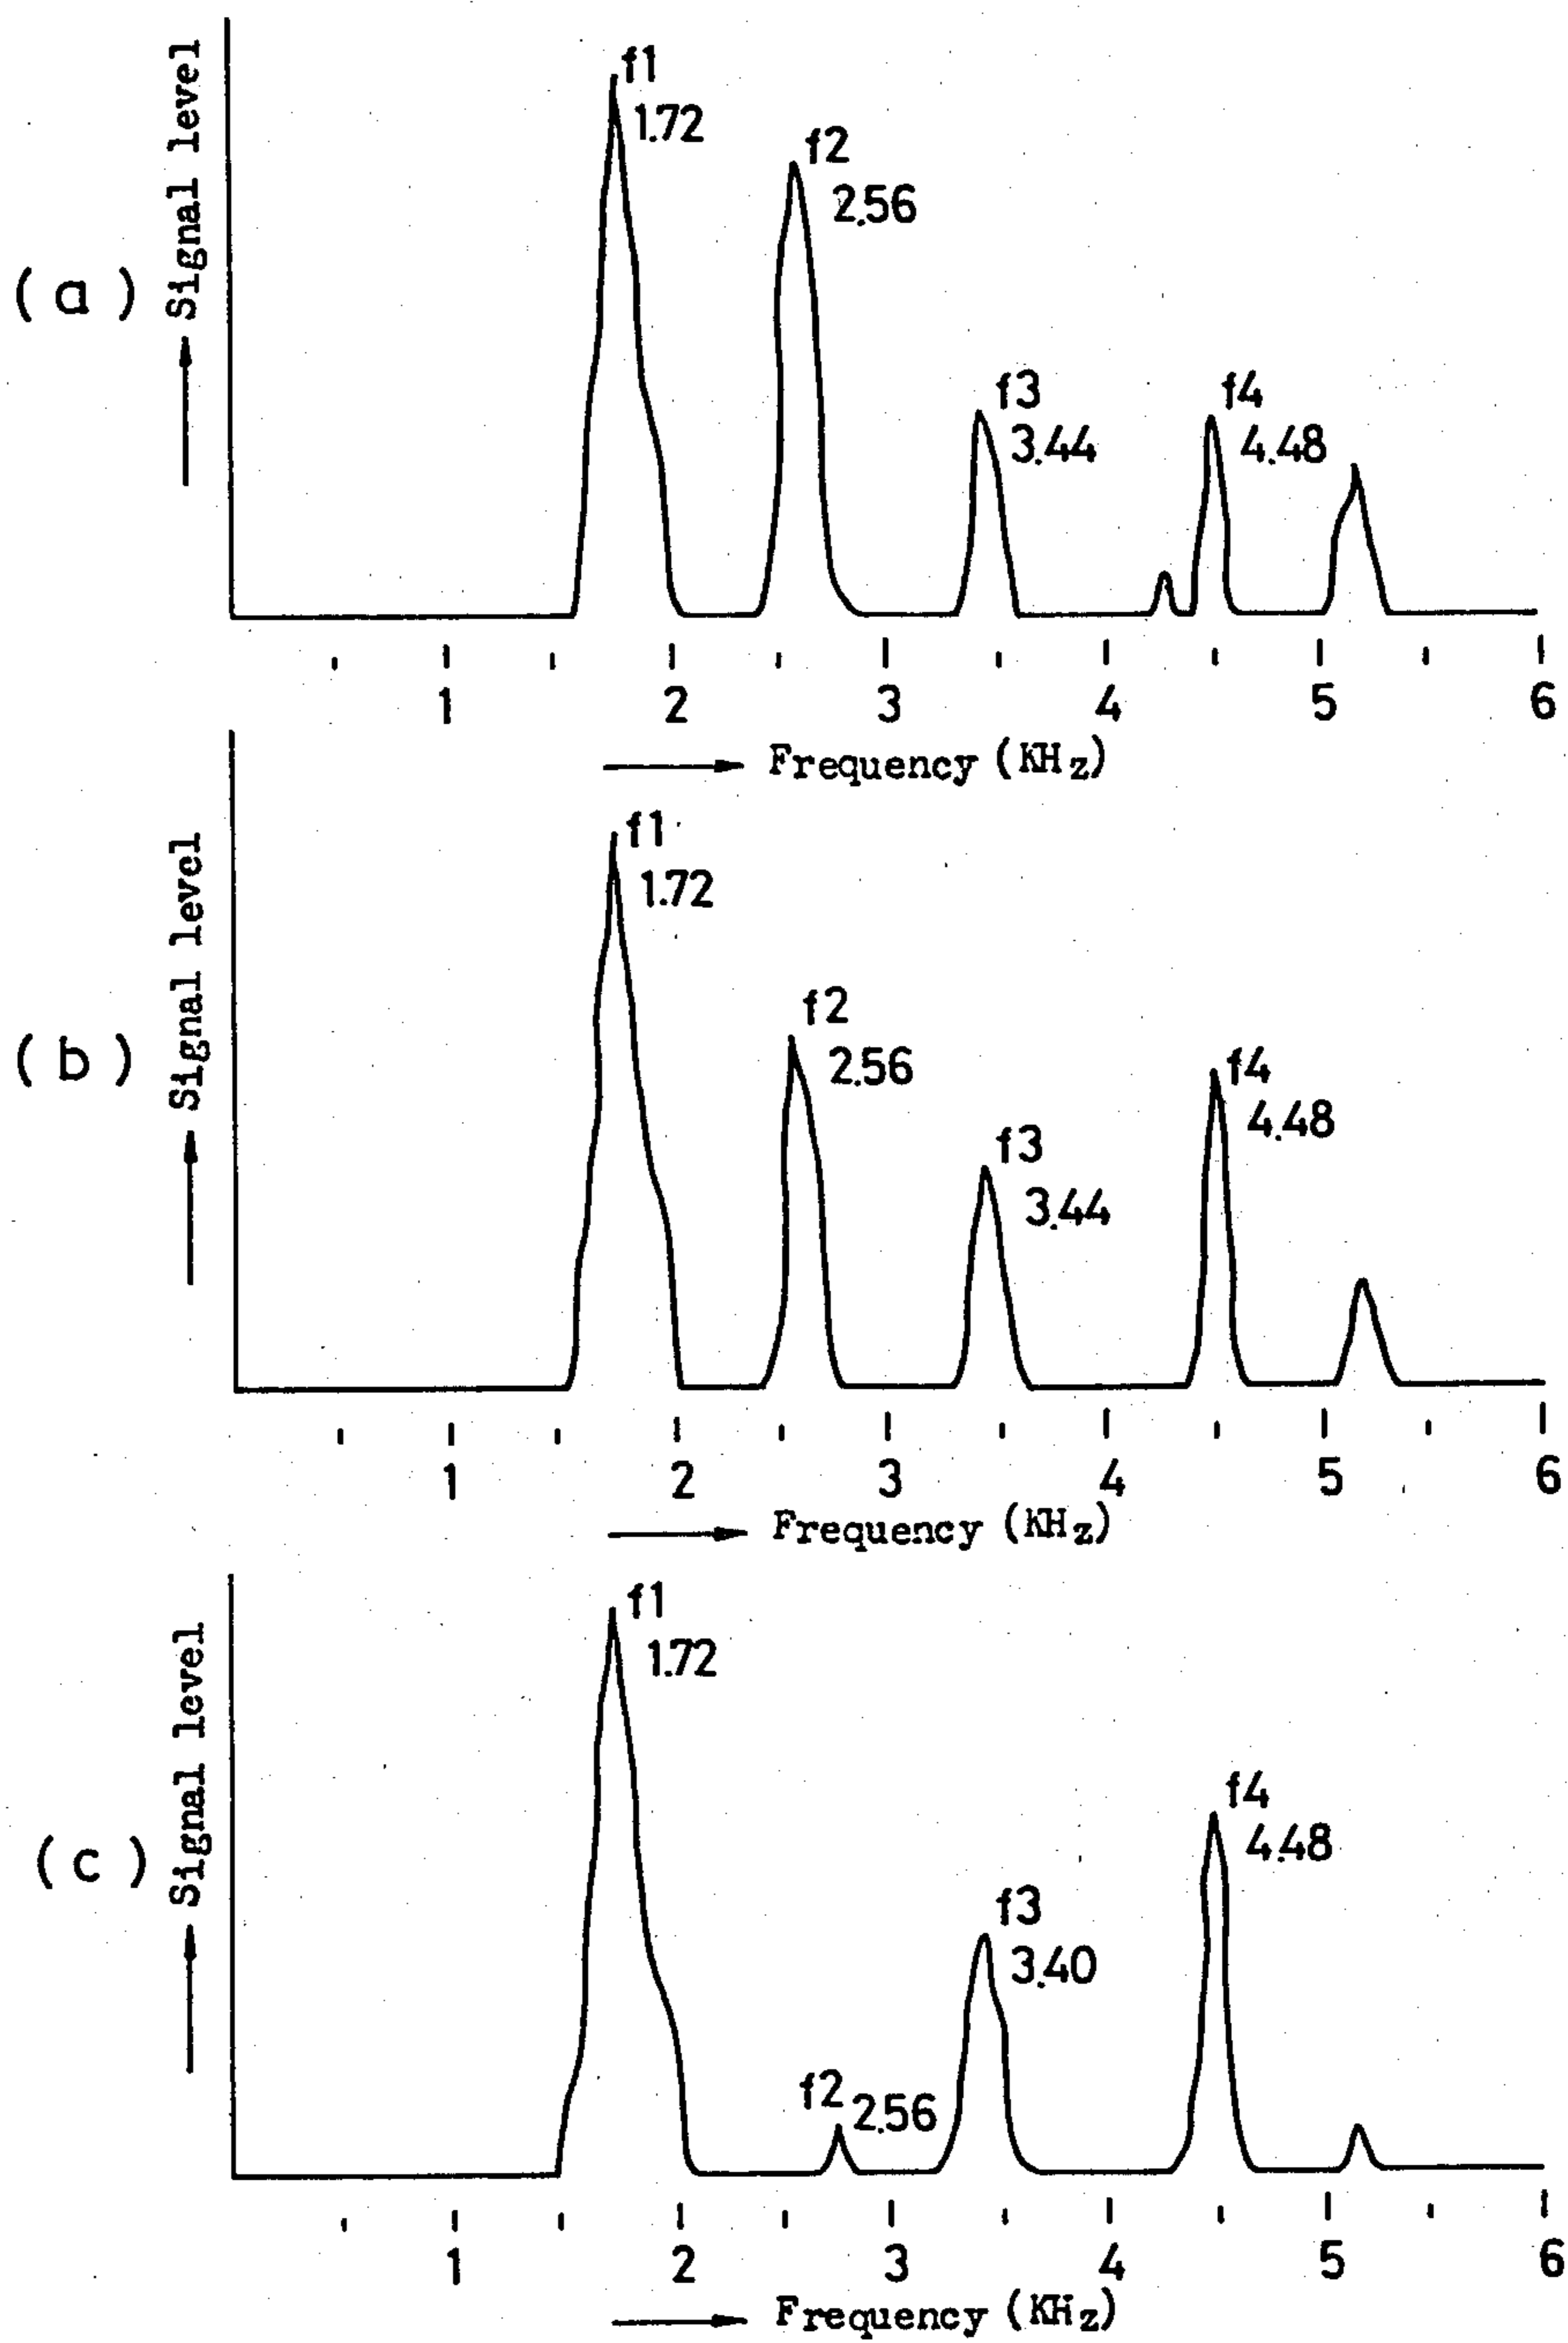 (a)
Signal level
f1
1.72
f2
2.56
f3
3.44
f4
4.48
1 2 3 4 5 6
Frequency (KHz)
(b)
Signal level
f1
1.72
f2
2.56
f3
3.44
f4
4.48
1 2 3 4 5 6
Frequency (KHz)
(c)
Signal level
f1
1.72
f2 2.56
f3
3.40
f4
4.48
1 2 3 4 5 6
Frequency (KHz)